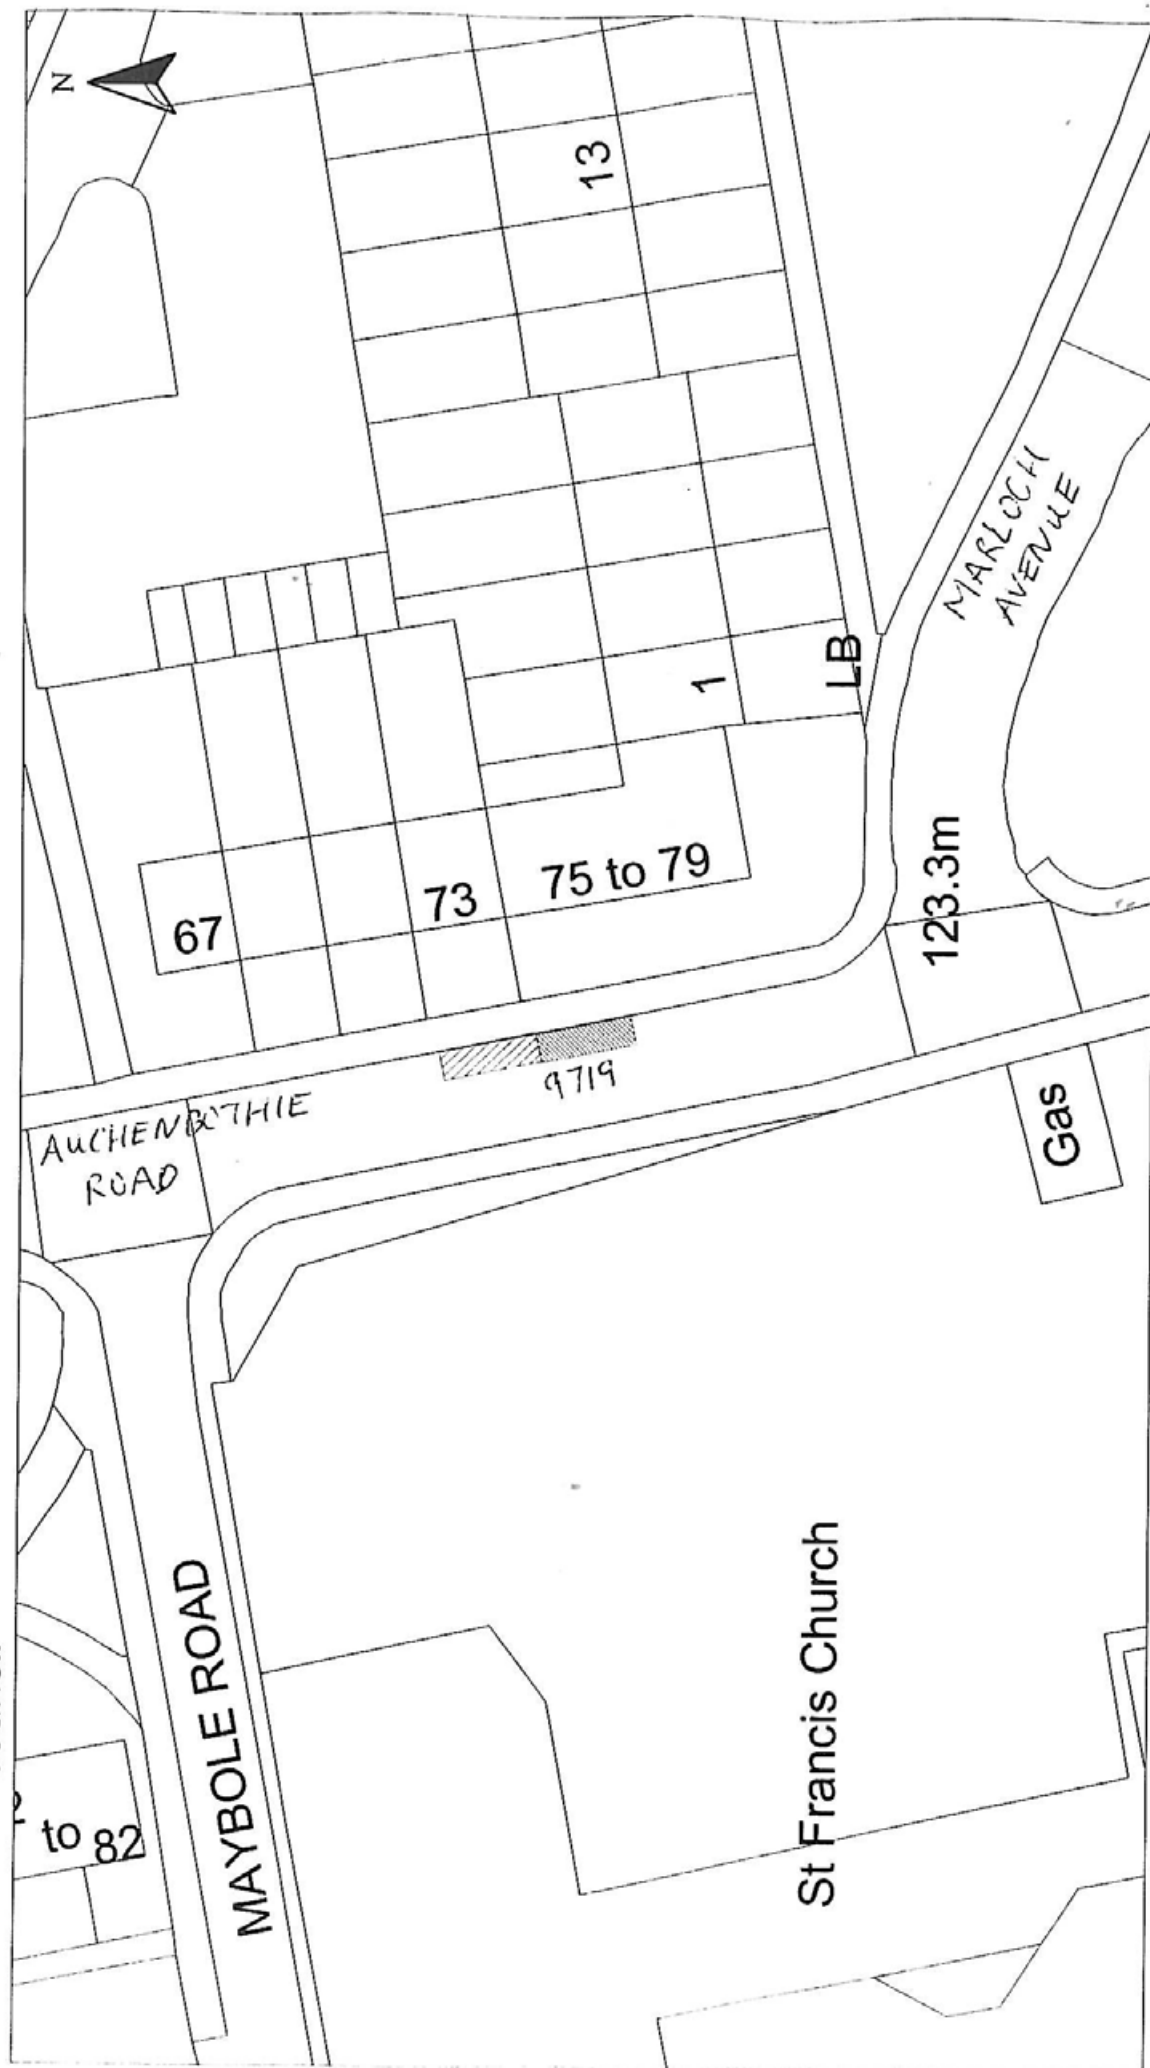 N
13
MARLOCH
AVENUE
LB
1
123.3m
75 to 79
73
67
9719
AUCHENBOTHIE
ROAD
Gas
MAYBOLE ROAD
St Francis Church
to 82